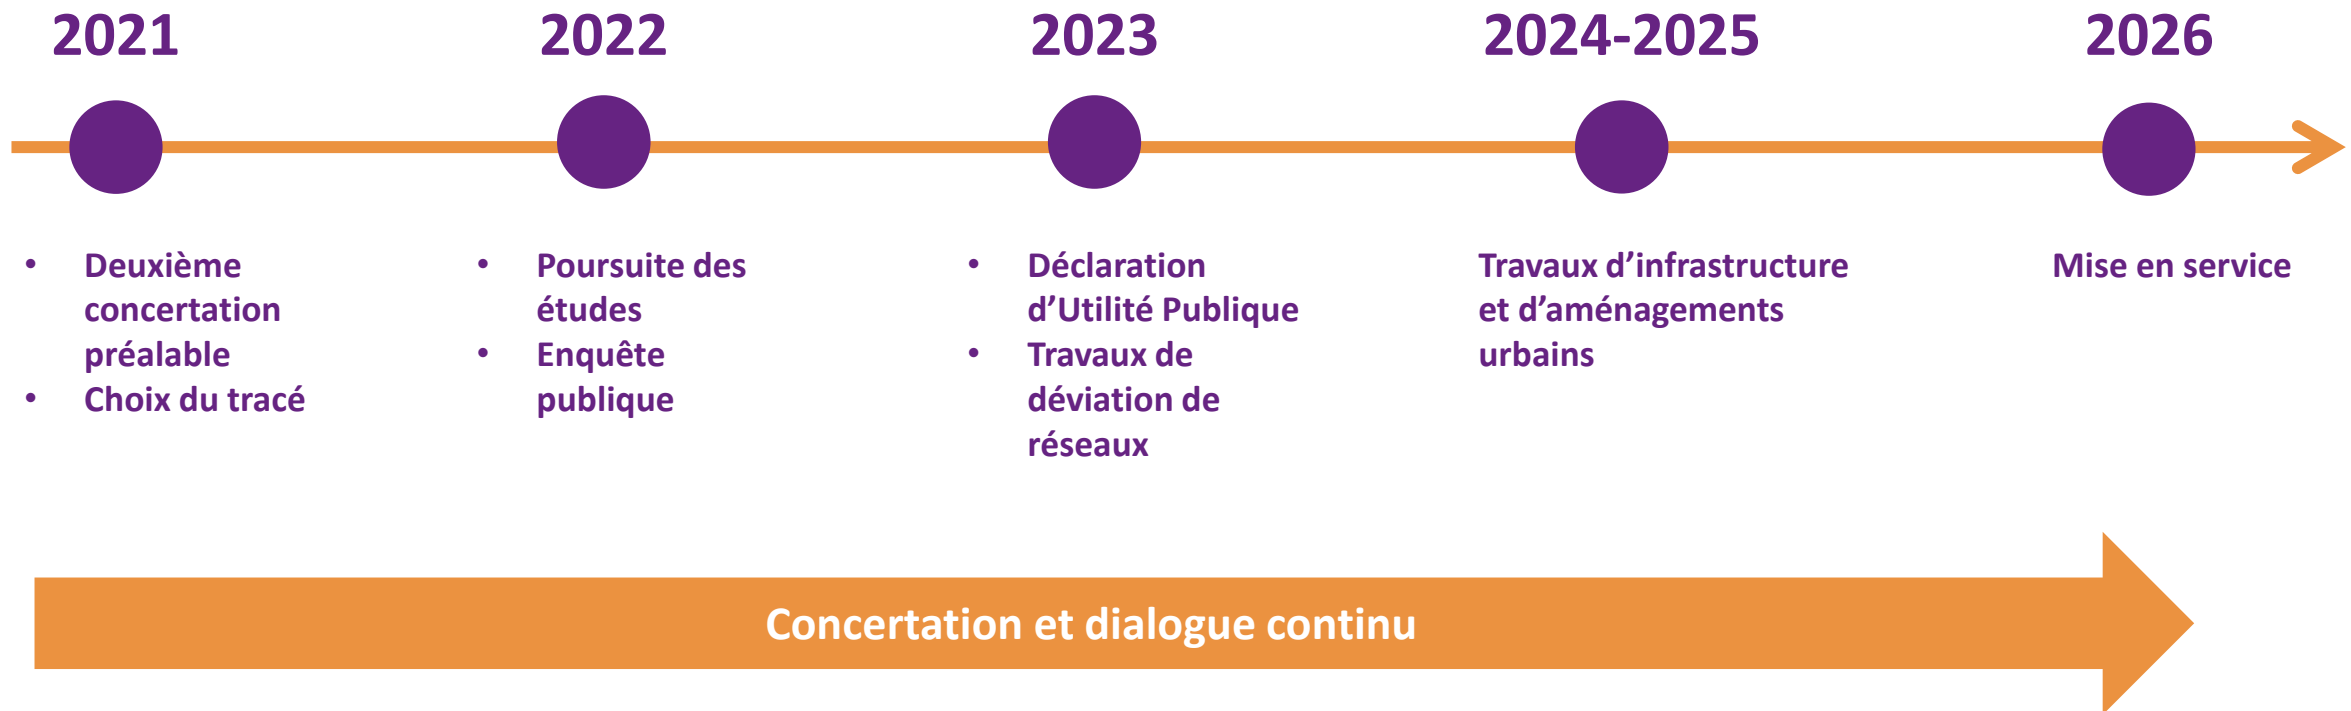 2021
2022
2023
2024-2025
2026
• Deuxième
concertation
préalable
• Choix du tracé
• Poursuite des
études
• Enquête
publique
• Déclaration
d’Utilité Publique
• Travaux de
déviation de
réseaux
Travaux d’infrastructure
et d’aménagements
urbains
Mise en service
Concertation et dialogue continu